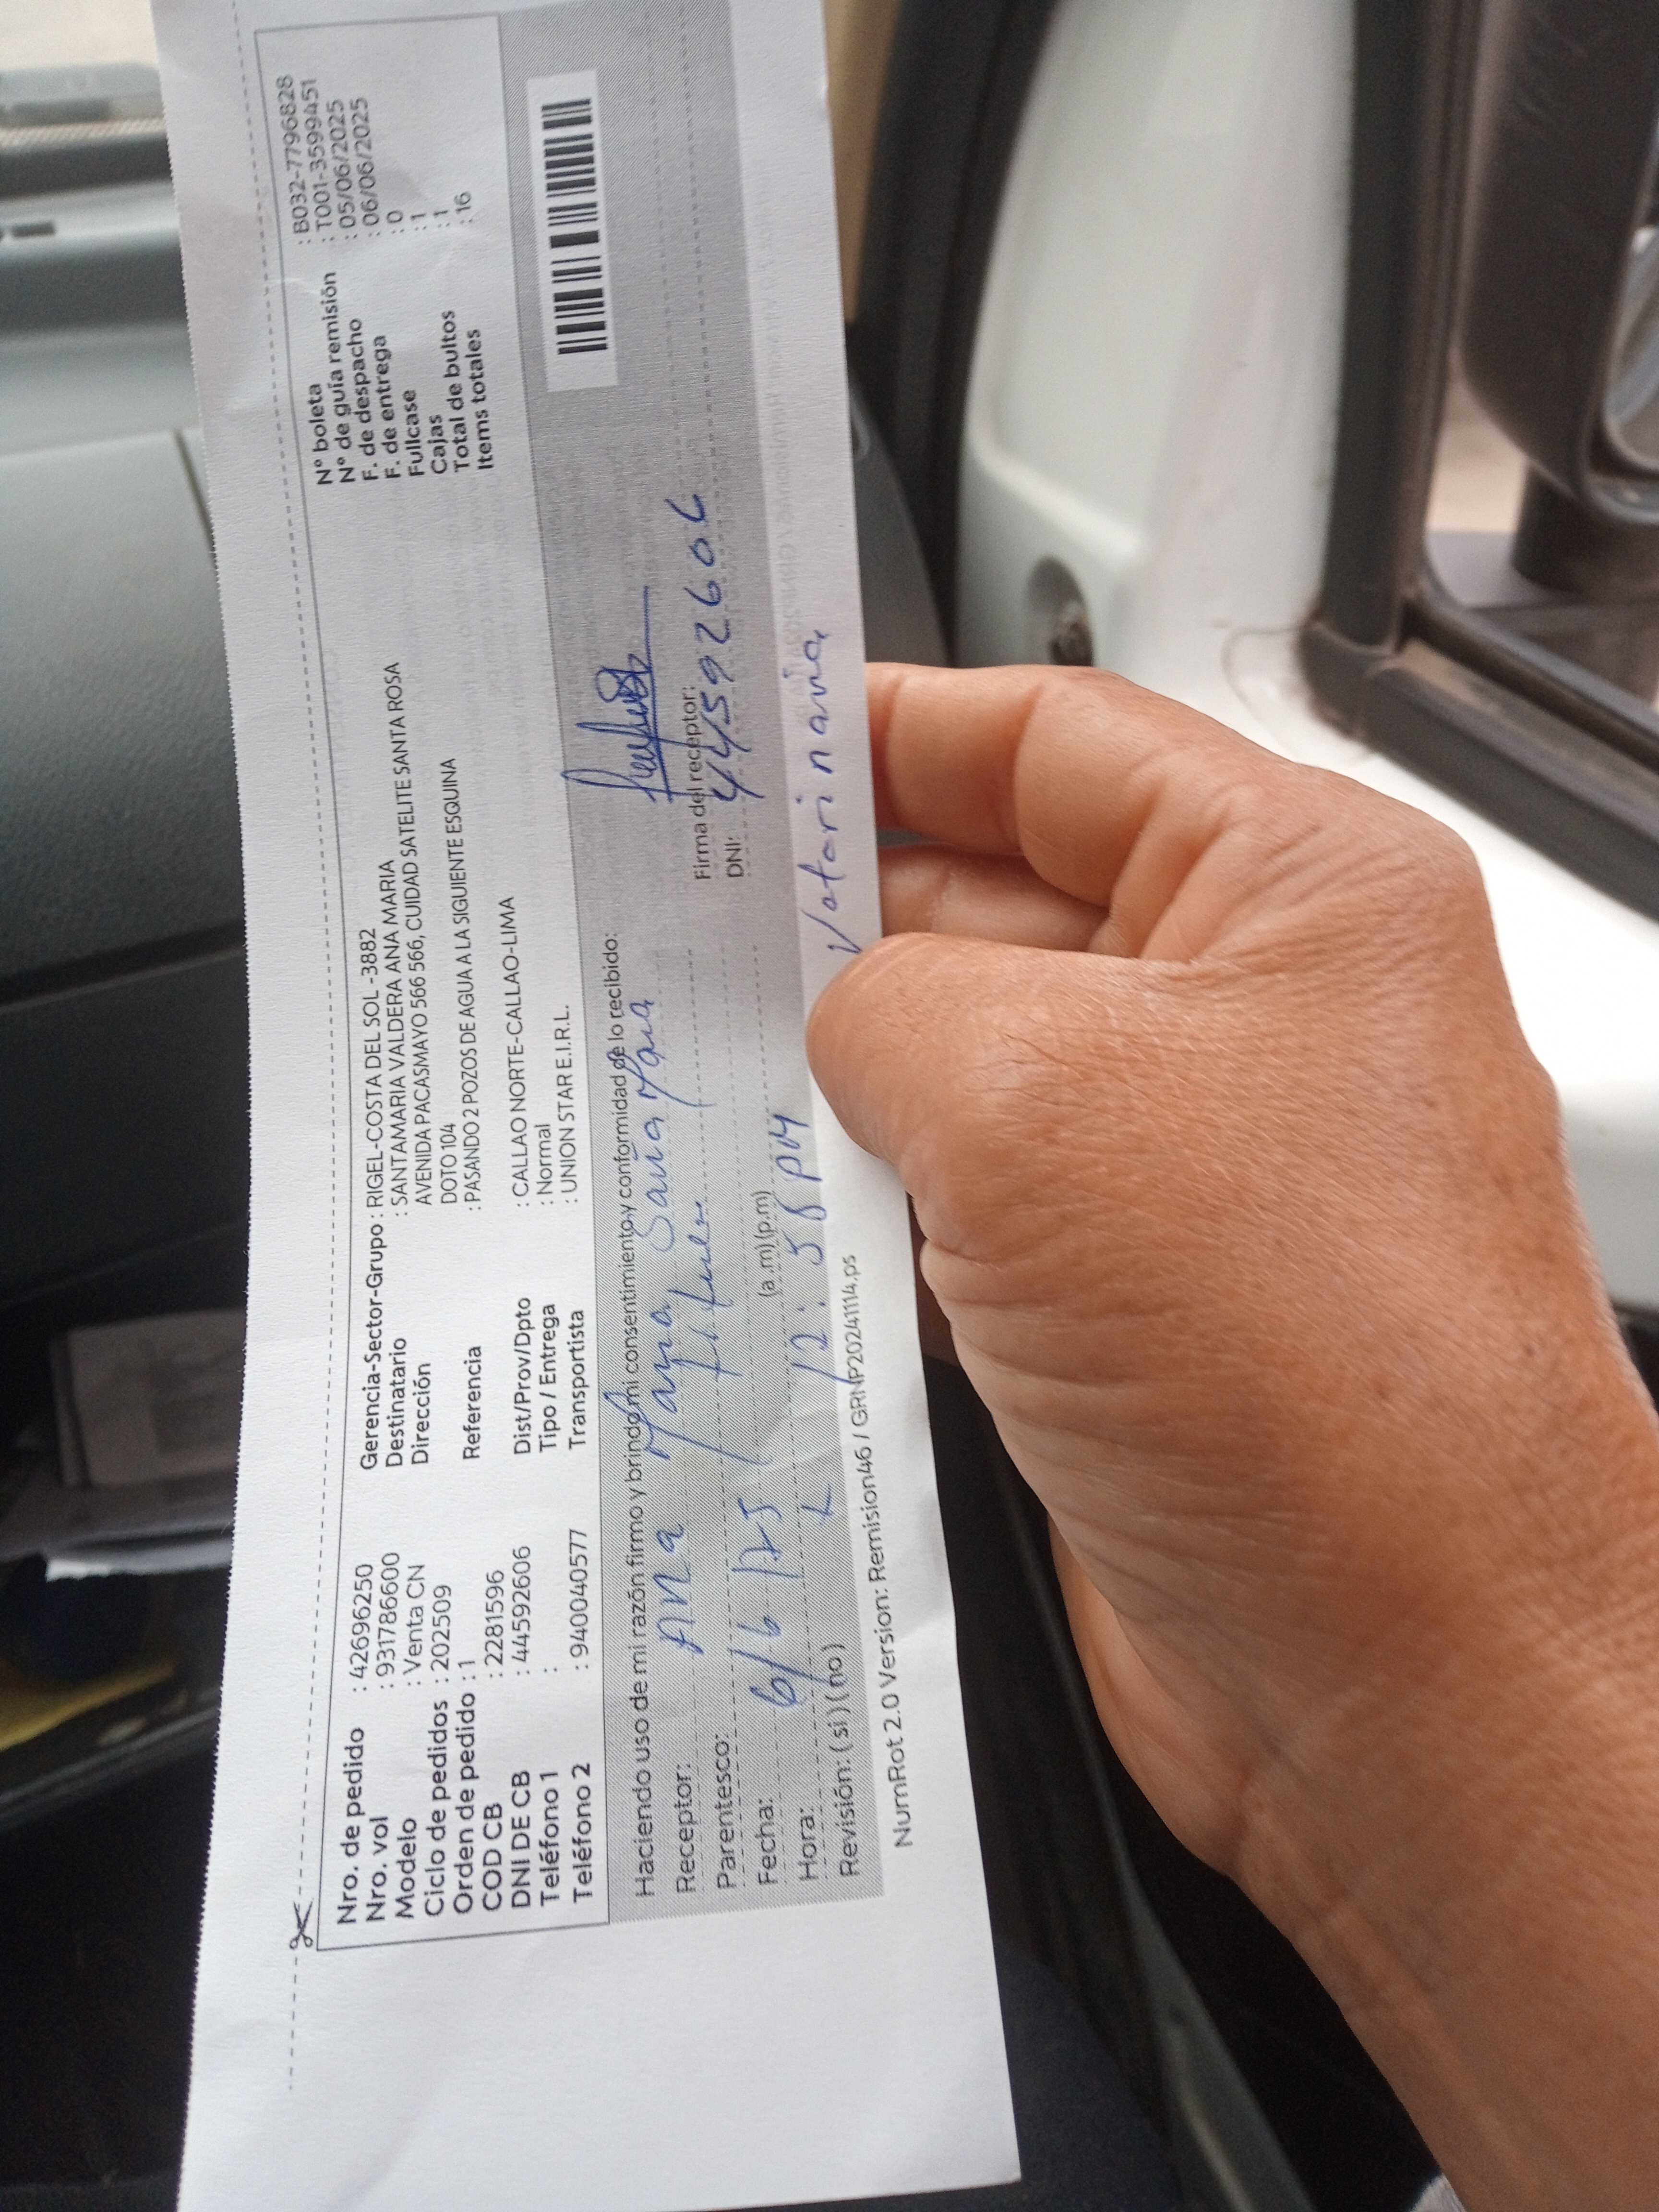 Nro. de pedido : 42696250
Nro. vol : 931786600
Modelo : Venta CN
Ciclo de pedidos : 202509
Orden de pedido : 1
COD CB : 2281596
DNI DE CB : 44592606
Teléfono 1 :
Teléfono 2 : 940040577
Gerencia-Sector-Grupo : RIGEL -COSTA DEL SOL -3882
Destinatario : SANTAMARIA VALDERA ANA MARIA
Dirección AVENIDA PACASMAYO 566 566, CUIDAD SATELITE SANTA ROSA
DOTO 104
Referencia : PASANDO 2 POZOS DE AGUA A LA SIGUIENTE ESQUINA
Dist/Prov/Dpto : CALLAO NORTE-CALLAO-LIMA
Tipo / Entrega : Normal
Transportista : UNION STAR E.I.R.L.
N° boleta : B032-7796828
N° de guía remisión : T001-3599451
F. de despacho : 05/06/2025
F. de entrega : 06/06/2025
Fullcase : 0
Cajas : 1
Total de bultos : 1
Items totales : 16
Haciendo uso de mi razón firmo y brindo mi consentimiento y conformidad de lo recibido:
Receptor: Ana Maria Santa Maria
Parentesco:
Fecha: 6/6/25
Hora: (a .m) (p.m)
12:58 PM
Revisión: (si) (no)
Firma del receptor:
DNI: 44592606
NumRot 2.0 Version: Remision46 / GRNP20241114.ps